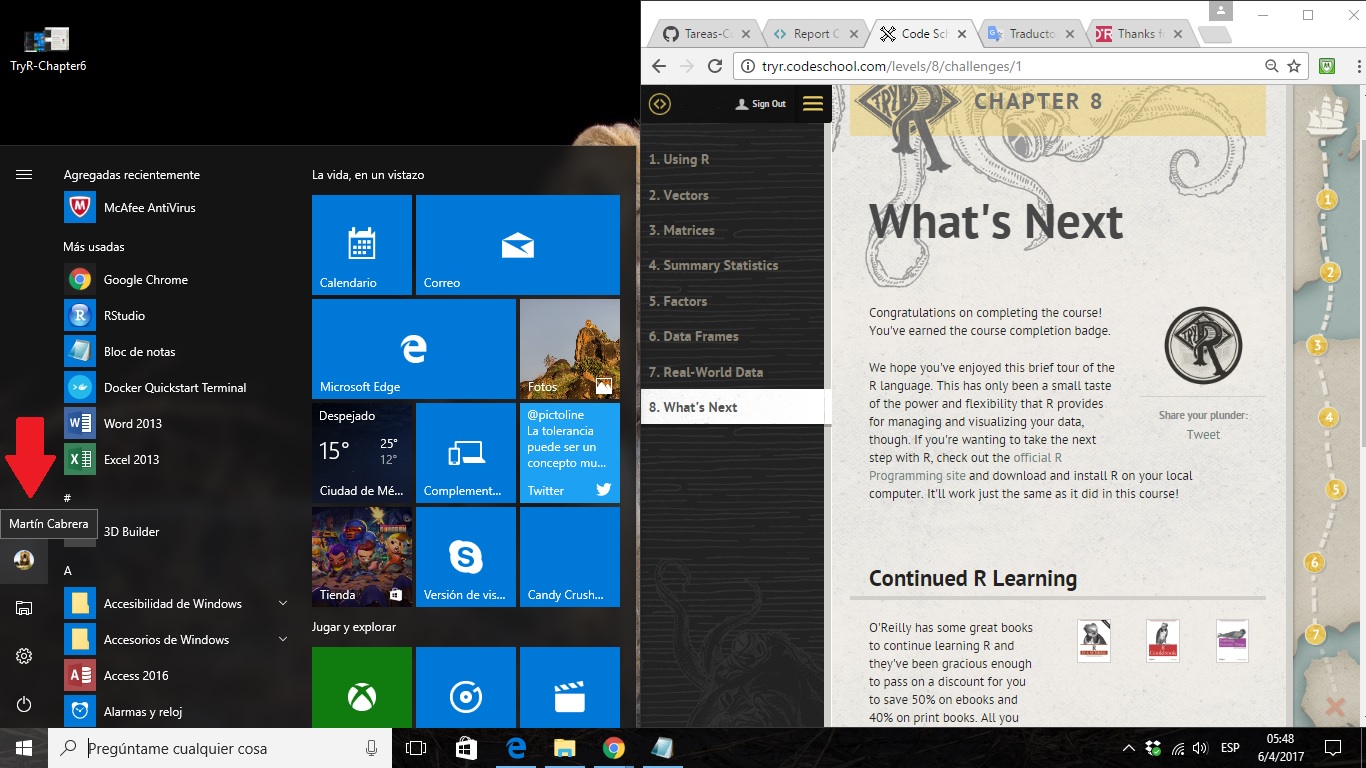 TryR-Chapter6
Agregadas recientemente
McAfee AntiVirus
Más usadas
Google Chrome
RStudio
Bloc de notas
Docker Quickstart Terminal
Word 2013
Excel 2013
#
Martín Cabrera
3D Builder
A
Accesibilidad de Windows
Accesorios de Windows
Access 2016
Alarmas y reloj
La vida, en un vistazo
Calendario
Correo
Microsoft Edge
Fotos
Despejado
15°
25°
12°
Ciudad de Mé...
Complement...
@pictoline
La tolerancia
puede ser un
concepto mu...
Twitter
Tienda
Versión de vis...
Candy Crush...
Jugar y explorar
Pregúntame cualquier cosa
Tareas-C
Report C
Code Sch
Traducto
Thanks f
tryr.codeschool.com/levels/8/challenges/1
Sign Out
1. Using R
2. Vectors
3. Matrices
4. Summary Statistics
5. Factors
6. Data Frames
7. Real-World Data
8. What's Next
TRY R
CHAPTER 8
What's Next
Congratulations on completing the course!
You've earned the course completion badge.
We hope you've enjoyed this brief tour of the
R language. This has only been a small taste
of the power and flexibility that R provides
for managing and visualizing your data,
though. If you're wanting to take the next
step with R, check out the official R
Programming site and download and install R on your local
computer. It'll work just the same as it did in this course!
TRY R
Share your plunder:
Tweet
Continued R Learning
O'Reilly has some great books
to continue learning R and
they've been gracious enough
to pass on a discount for you
to save 50% on ebooks and
40% on print books. All you
1
2
3
4
5
6
7
ESP
05:48
6/4/2017